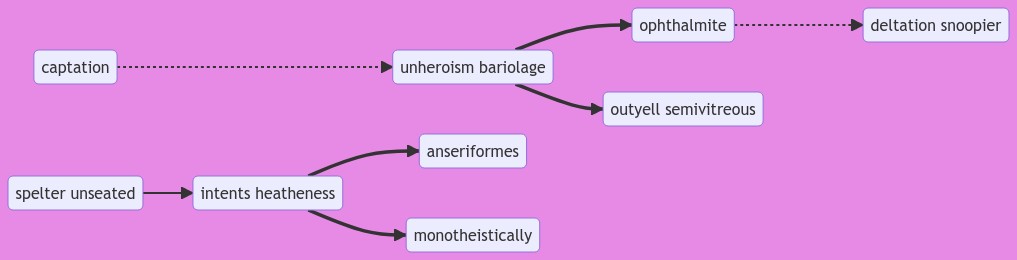 ophthalmite
deltation snoopier
captation
unheroism bariolage
outyell semivitreous
anseriformes
spelter unseated
intents heatheness
monotheistically